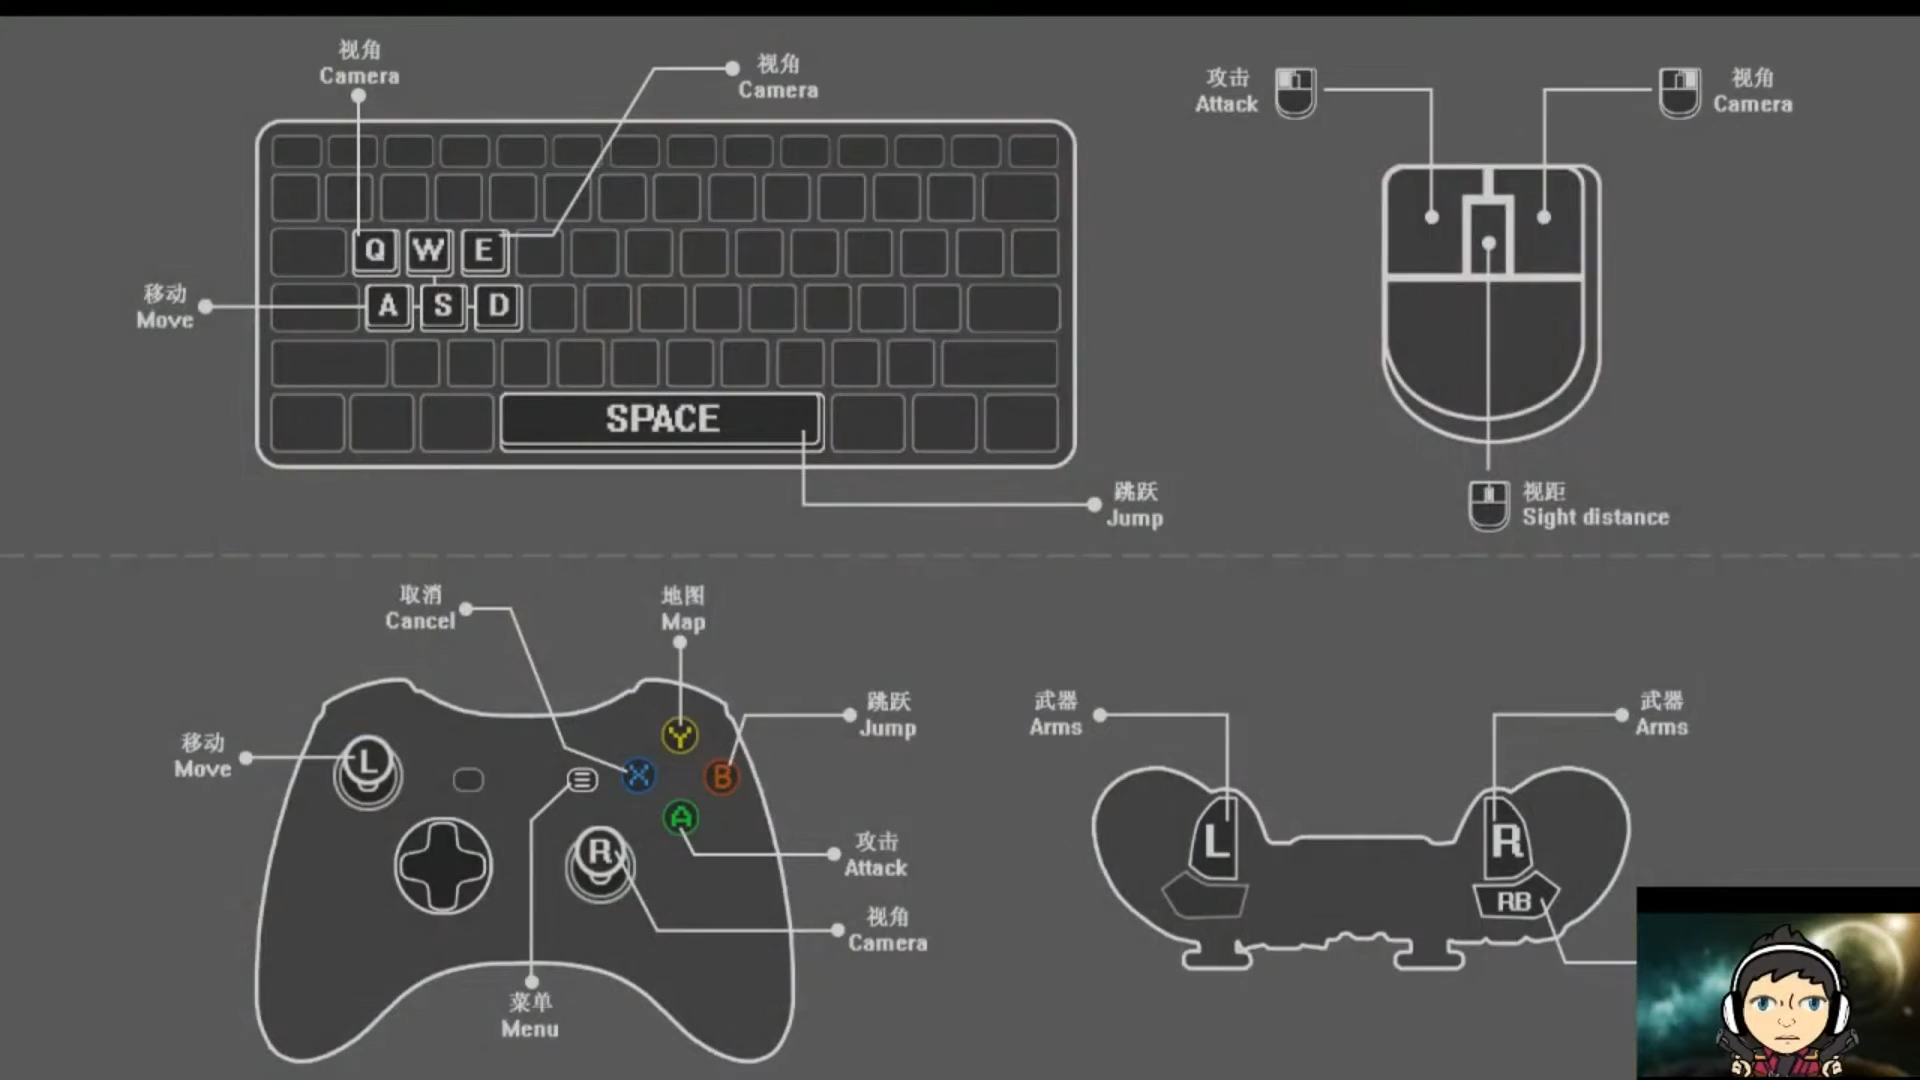 视角
Camera
视角
Camera
攻击
Attack
视角
Camera
Q W E
移动
Move
A S D
SPACE
跳跃
Jump
视距
Sight distance
取消
Cancel
地图
Map
跳跃
Jump
移动
Move
L
Y
X
B
A
R
攻击
Attack
视角
Camera
菜单
Menu
武器
Arms
武器
Arms
L
R
RB